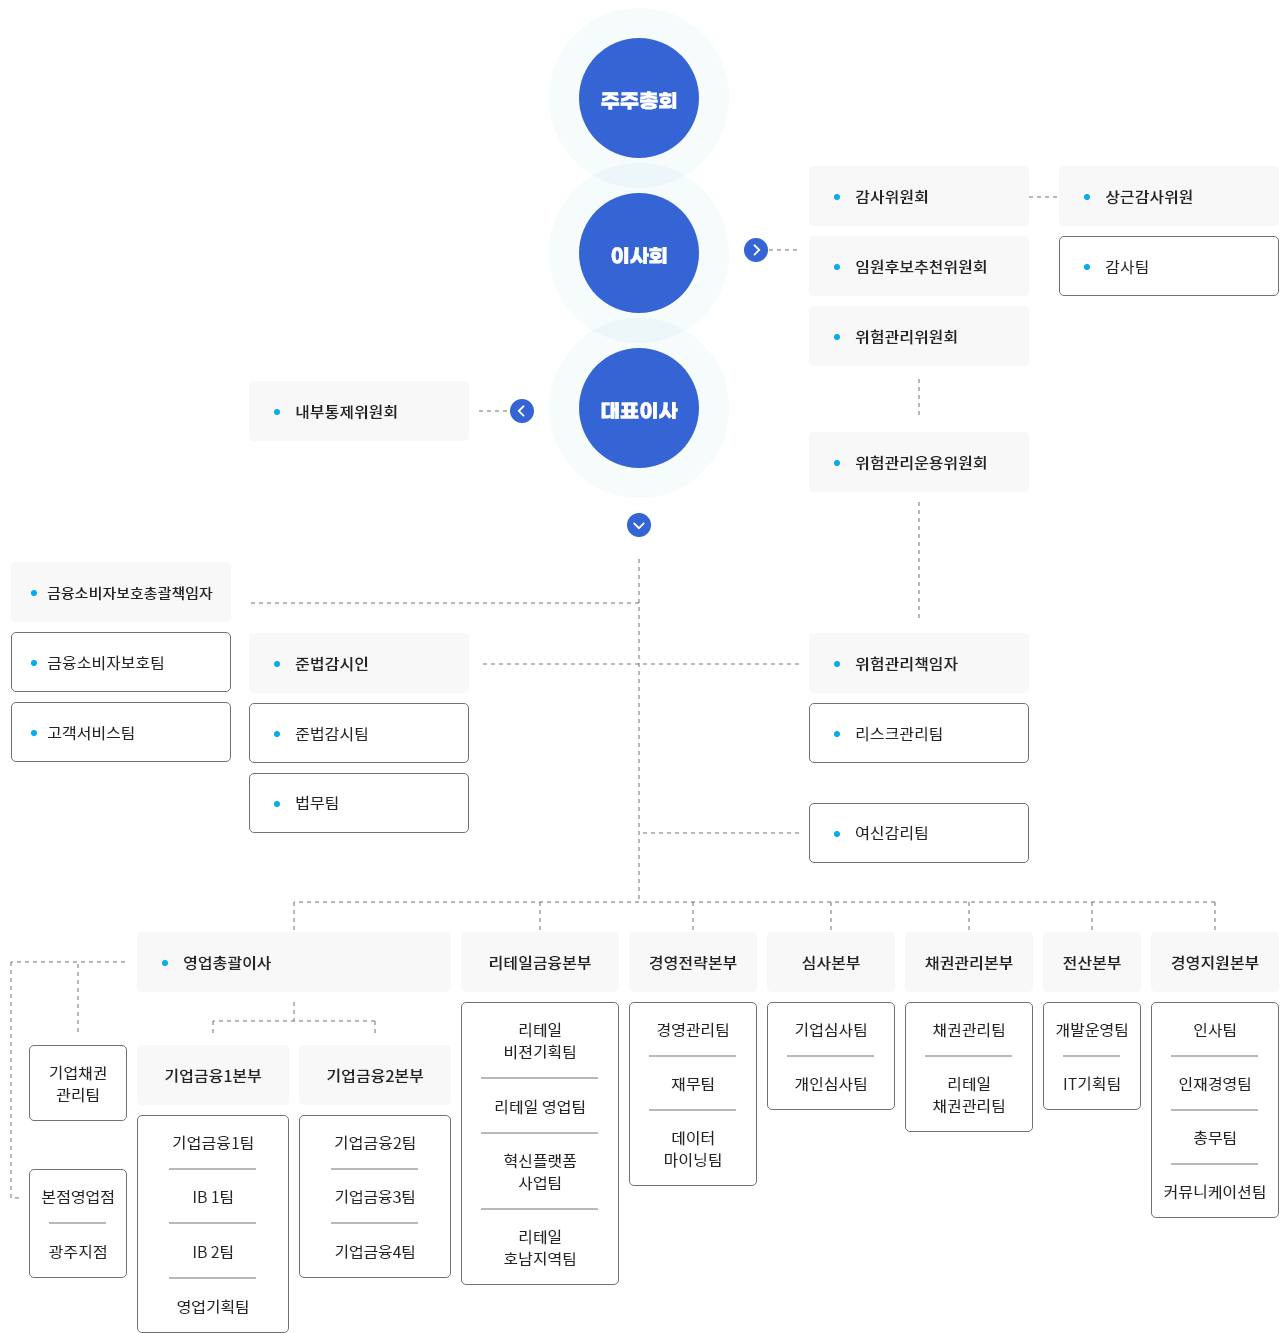 주주총회
이사회
감사위원회
상근감사위원
임원후보추천위원회
감사팀
위험관리위원회
대표이사
내부통제위원회
위험관리운용위원회
금융소비자보호총괄책임자
금융소비자보호팀
고객서비스팀
준법감시인
준법감시팀
법무팀
위험관리책임자
리스크관리팀
여신감리팀
영업총괄이사
기업채권
관리팀
본점영업점
광주지점
기업금융1본부
기업금융1팀
IB 1팀
IB 2팀
영업기획팀
기업금융2본부
기업금융2팀
기업금융3팀
기업금융4팀
리테일금융본부
리테일
비젼기획팀
리테일 영업팀
혁신플랫폼
사업팀
리테일
호남지역팀
경영전략본부
경영관리팀
재무팀
데이터
마이닝팀
심사본부
기업심사팀
개인심사팀
채권관리본부
채권관리팀
리테일
채권관리팀
전산본부
개발운영팀
IT기획팀
경영지원본부
인사팀
인재경영팀
총무팀
커뮤니케이션팀